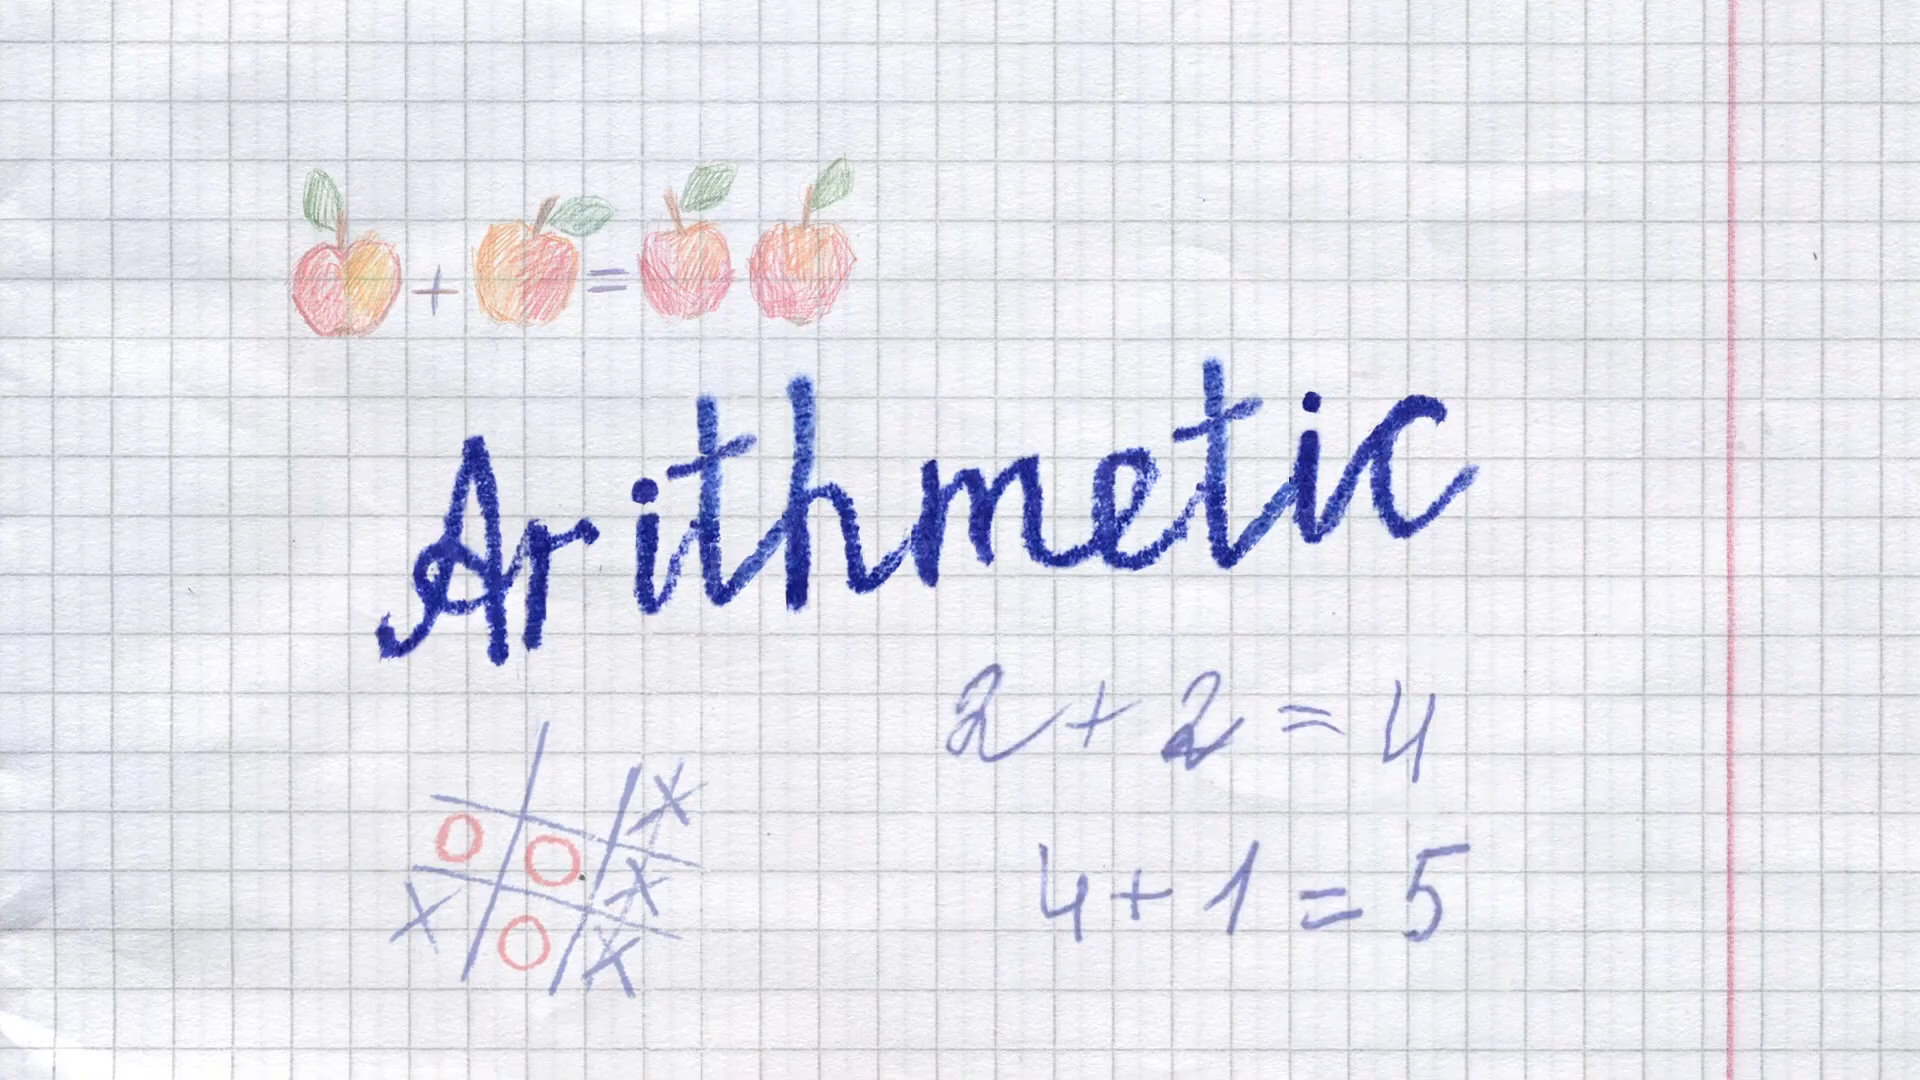 + =
Arithmetic
2 + 2 = 4
4 + 1 = 5
X
O O X
X O X